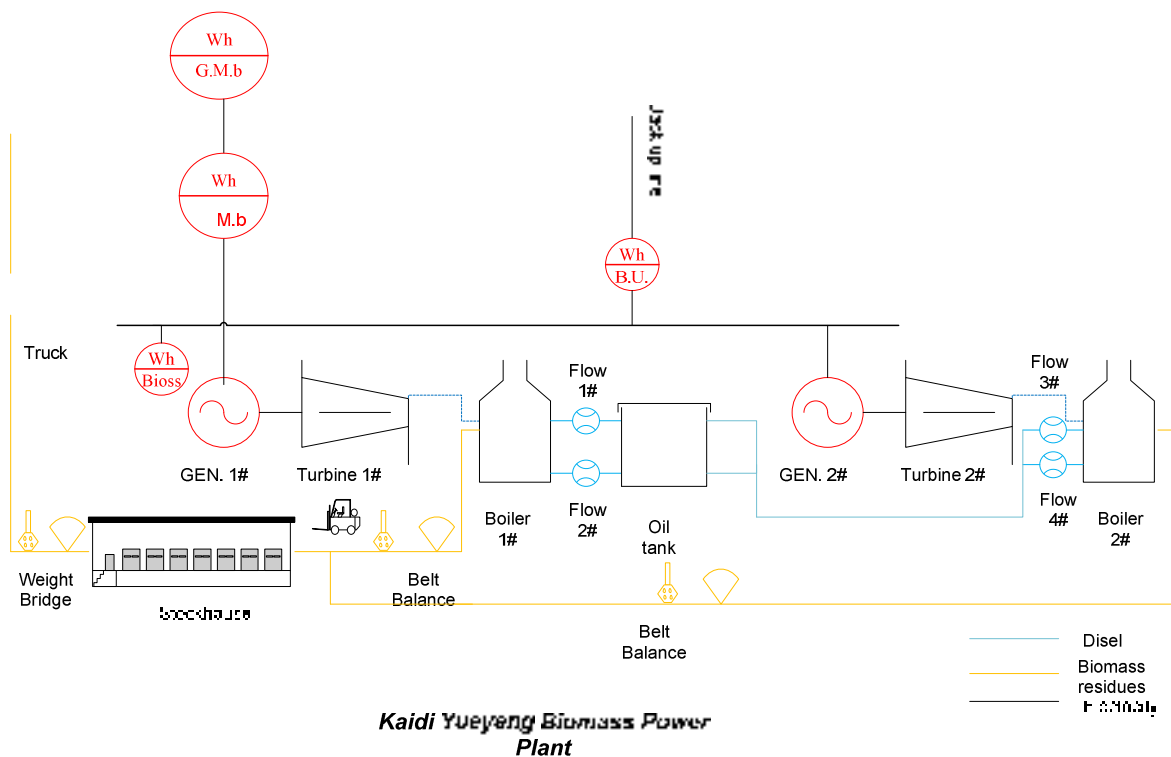 Wh
G.M.b
Wh
M.b
Wh
B.U.
Truck
Wh
Bioss
Flow
1#
Flow
3#
GEN. 1#
Turbine 1#
GEN. 2#
Turbine 2#
Boiler
1#
Flow
2#
Oil
tank
Flow
4#
Boiler
2#
Weight
Bridge
Belt
Balance
Belt
Balance
Disel
Biomass
residues
Kaidi Yueyang Biomass Power
Plant